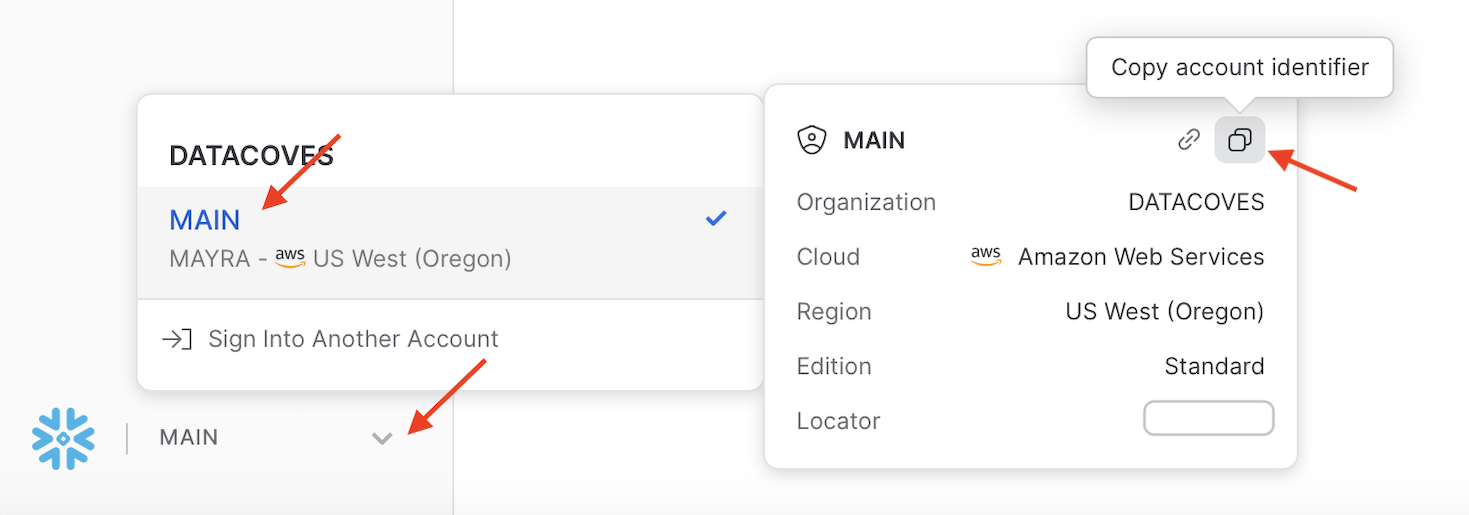 DATACOVES
MAIN
MAYRA - aws US West (Oregon)
Sign Into Another Account
MAIN
Copy account identifier
MAIN
Organization DATACOVES
Cloud aws Amazon Web Services
Region US West (Oregon)
Edition Standard
Locator